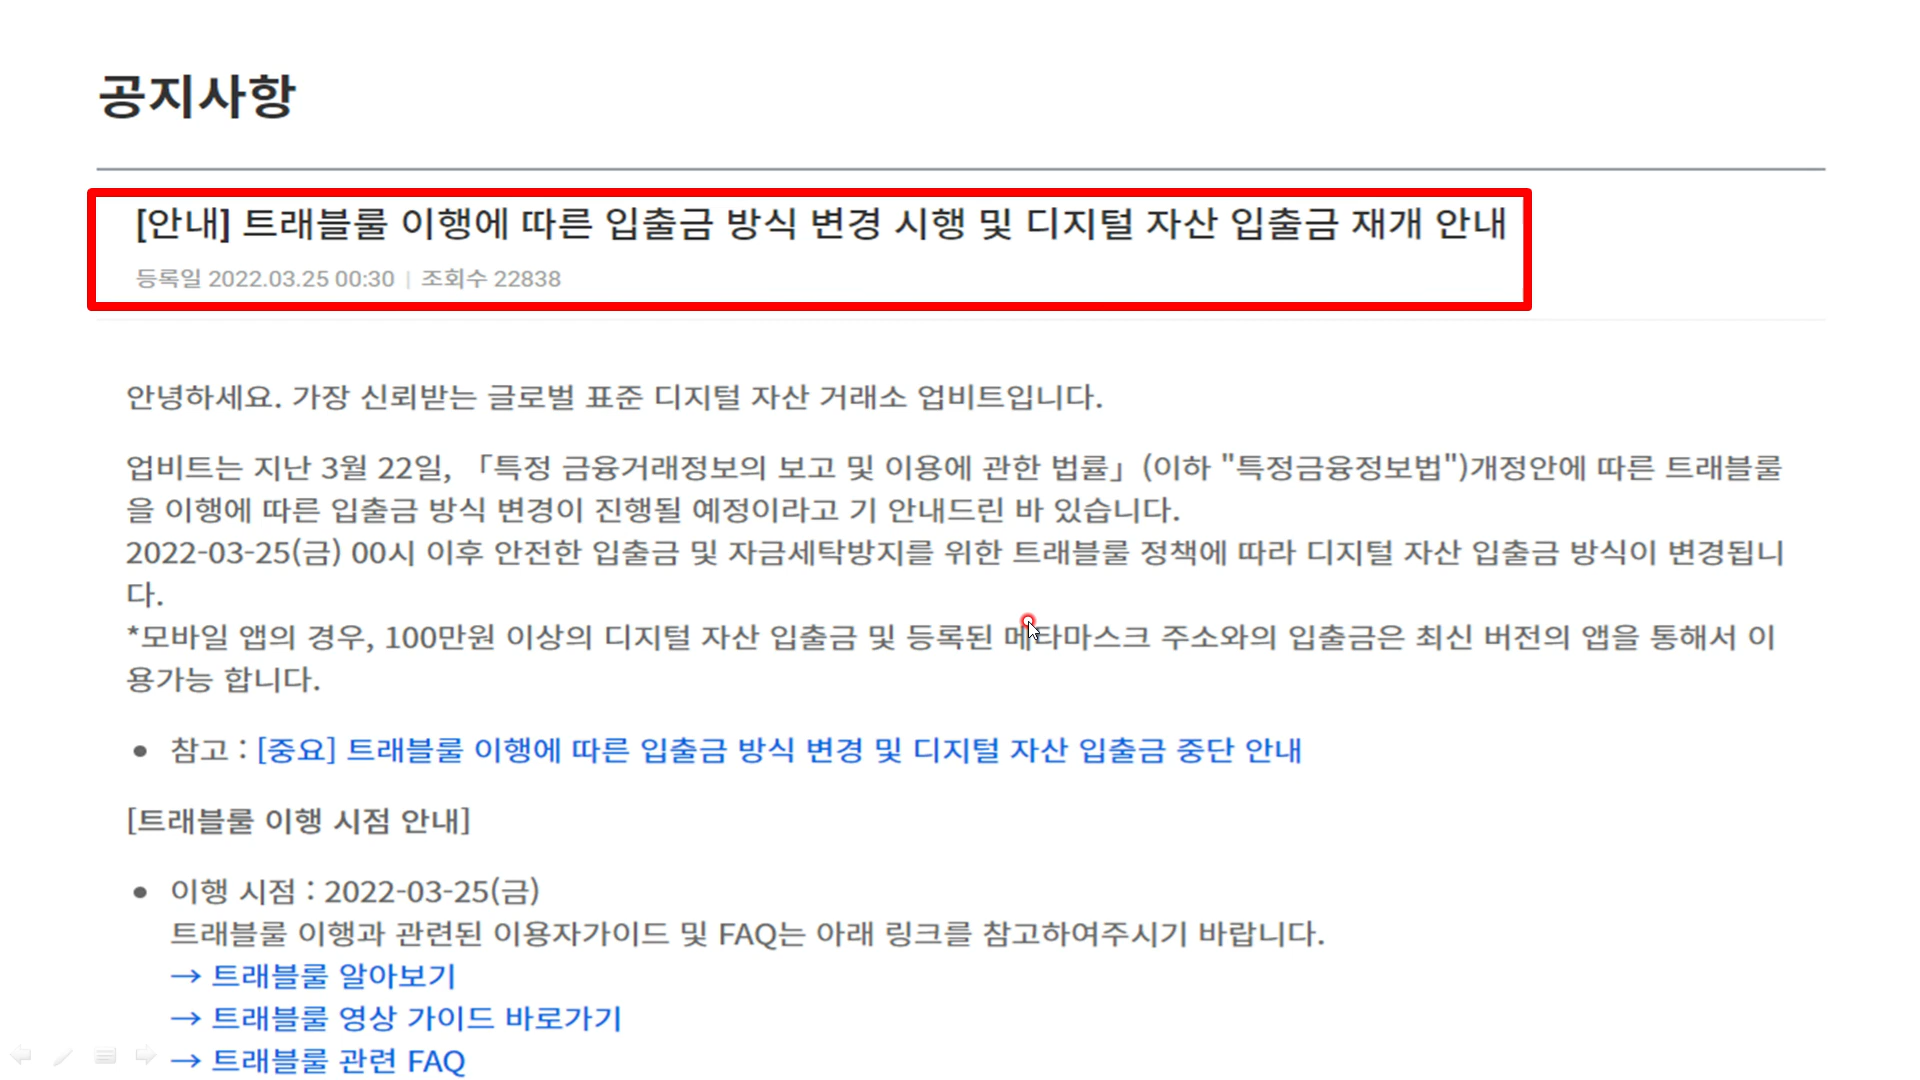 공지사항
[안내] 트래블룰 이행에 따른 입출금 방식 변경 시행 및 디지털 자산 입출금 재개 안내
등록일 2022.03.25 00:30 | 조회수 22838
안녕하세요. 가장 신뢰받는 글로벌 표준 디지털 자산 거래소 업비트입니다.
업비트는 지난 3월 22일, 「특정 금융거래정보의 보고 및 이용에 관한 법률」(이하 "특정금융정보법")개정안에 따른 트래블룰
을 이행에 따른 입출금 방식 변경이 진행될 예정이라고 기 안내드린 바 있습니다.
2022-03-25(금) 00시 이후 안전한 입출금 및 자금세탁방지를 위한 트래블룰 정책에 따라 디지털 자산 입출금 방식이 변경됩니
다.
*모바일 앱의 경우, 100만원 이상의 디지털 자산 입출금 및 등록된 메타마스크 주소와의 입출금은 최신 버전의 앱을 통해서 이
용가능 합니다.
● 참고 : [중요] 트래블룰 이행에 따른 입출금 방식 변경 및 디지털 자산 입출금 중단 안내
[트래블룰 이행 시점 안내]
● 이행 시점 : 2022-03-25(금)
트래블룰 이행과 관련된 이용자가이드 및 FAQ는 아래 링크를 참고하여주시기 바랍니다.
→ 트래블룰 알아보기
→ 트래블룰 영상 가이드 바로가기
→ 트래블룰 관련 FAQ